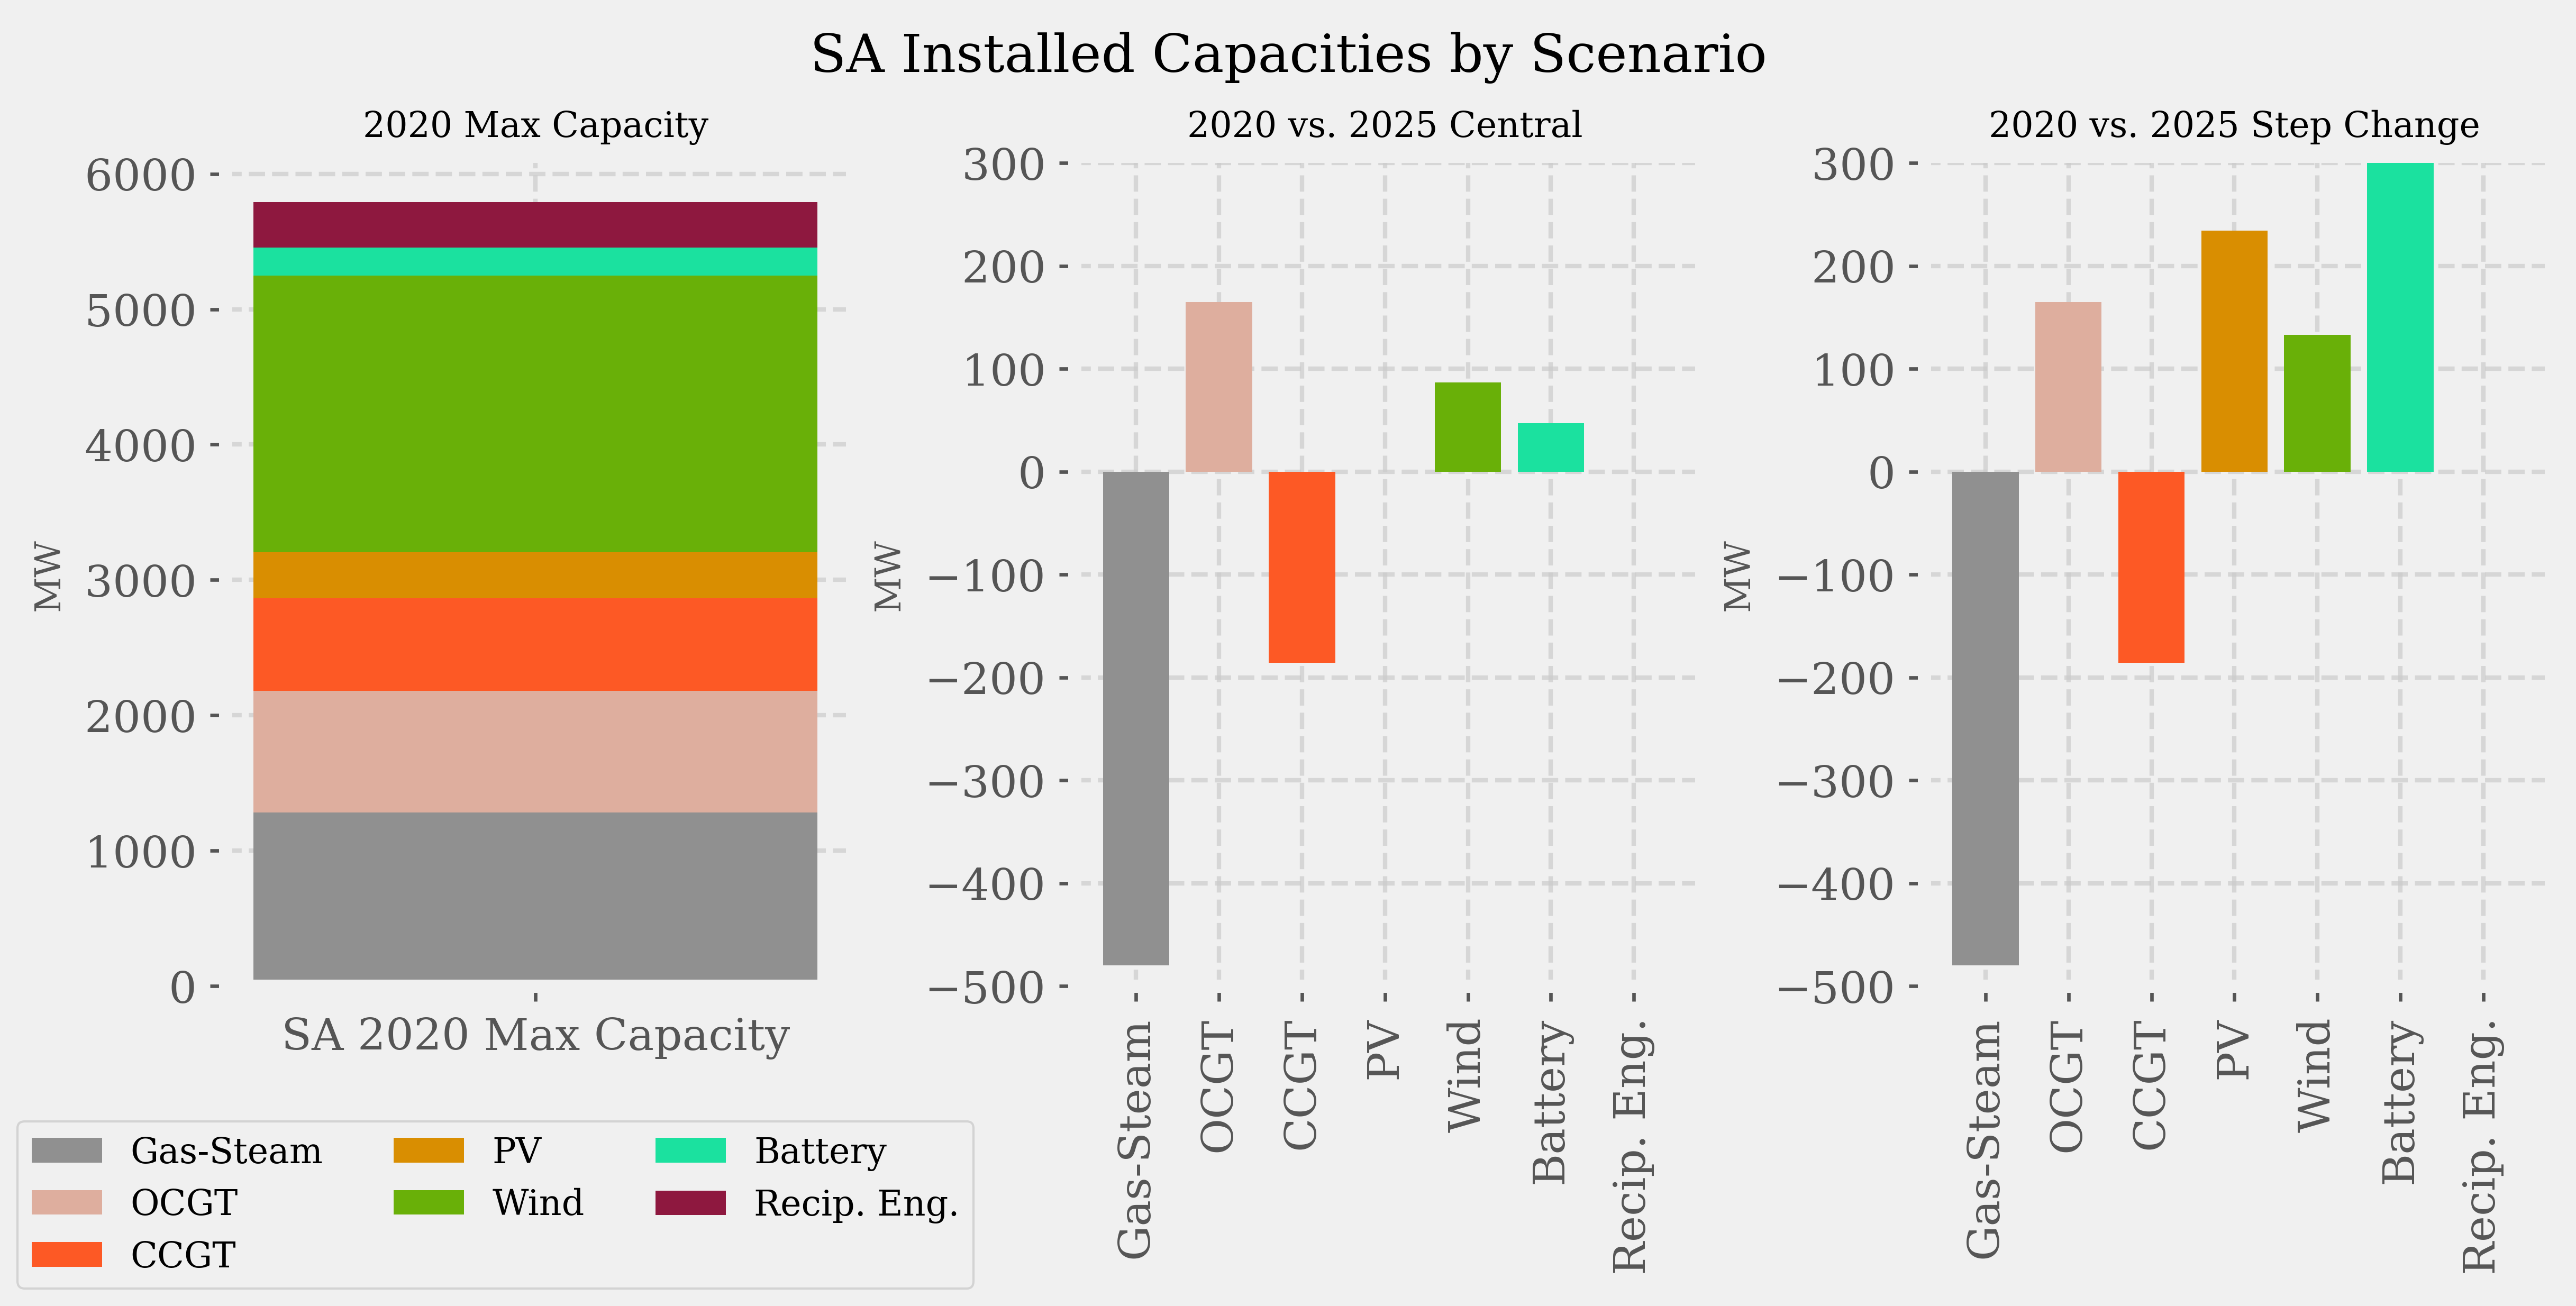 SA Installed Capacities by Scenario
2020 Max Capacity
6000
5000
4000
3000
2000
1000
0
MW
SA 2020 Max Capacity
2020 vs. 2025 Central
300
200
100
0
−100
−200
−300
−400
−500
MW
Gas-Steam
OCGT
CCGT
PV
Wind
Battery
Recip. Eng.
2020 vs. 2025 Step Change
300
200
100
0
−100
−200
−300
−400
−500
MW
Gas-Steam
OCGT
CCGT
PV
Wind
Battery
Recip. Eng.
Gas-Steam
OCGT
CCGT
PV
Wind
Battery
Recip. Eng.